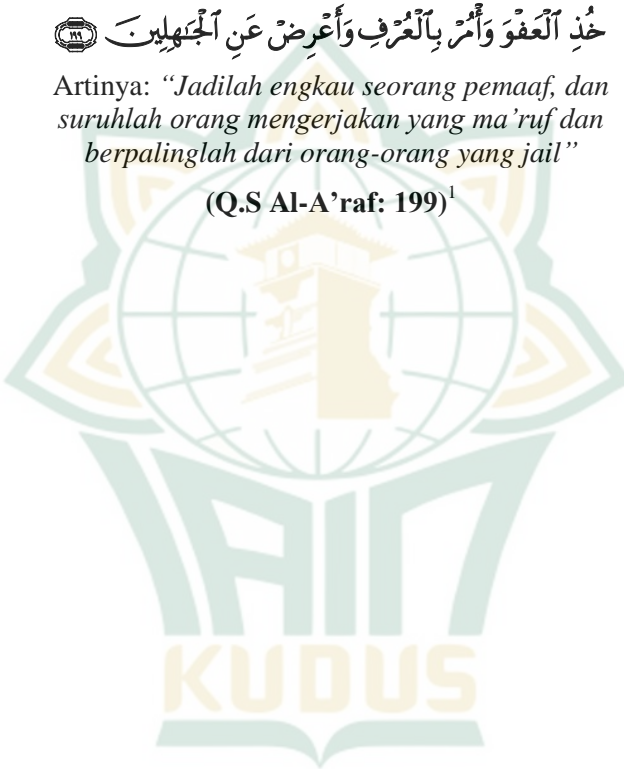 خُذِ ٱلْعَفْوَ وَأْمُرْ بِٱلْعُرْفِ وَأَعْرِضْ عَنِ ٱلْجَٰهِلِينَ ١٩٩
Artinya: “Jadilah engkau seorang pemaaf, dan
suruhlah orang mengerjakan yang ma’ruf dan
berpalinglah dari orang-orang yang jail”
(Q.S Al-A’raf: 199)1
IAIN
KUDUS